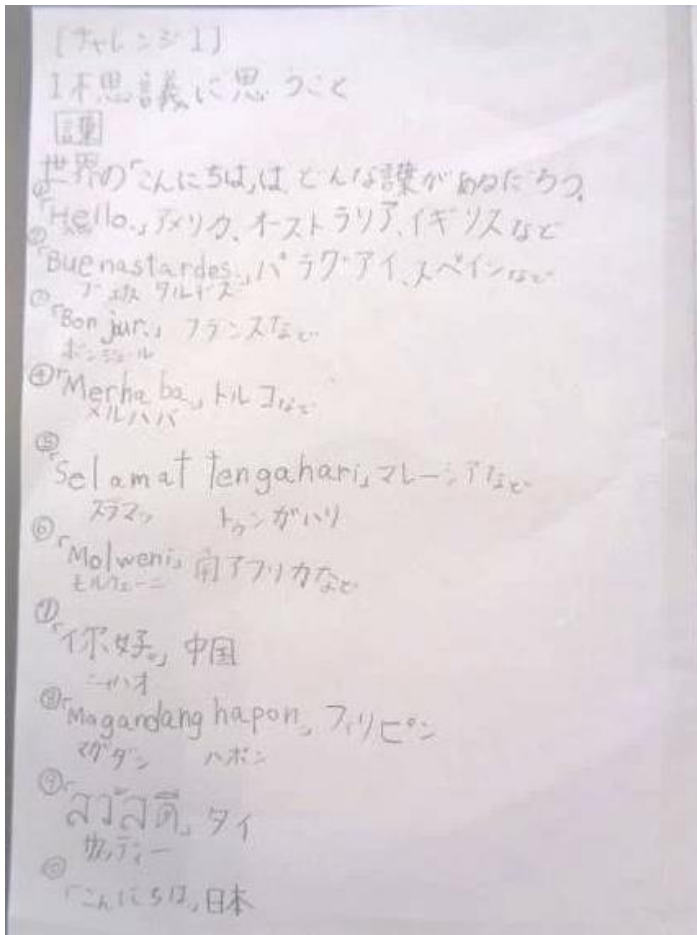 [チャレンジ1]
1不思議に思うこと
謎
世界の「こんにちは」は、どんな言葉があるだろう。
①「Hello.」アメリカ、オーストラリア、イギリスなど
②「Buenastardes.」パラグアイ、スペインなど
ブエナス タルデース
③「Bon jur.」フランスなど
ボンジュール
④「Merhaba」トルコなど
メルハバ
⑤「Selamat tengahari」マレーシアなど
スラマッ トゥンガハリ
⑥「Molweni」南アフリカなど
モルウェーニ
⑦「你好。」中国
ニーハオ
⑧「Magandang hapon」フィリピン
マガダン ハポン
⑨「สวัสดี」タイ
サワッディー
⑩「こんにちは」日本